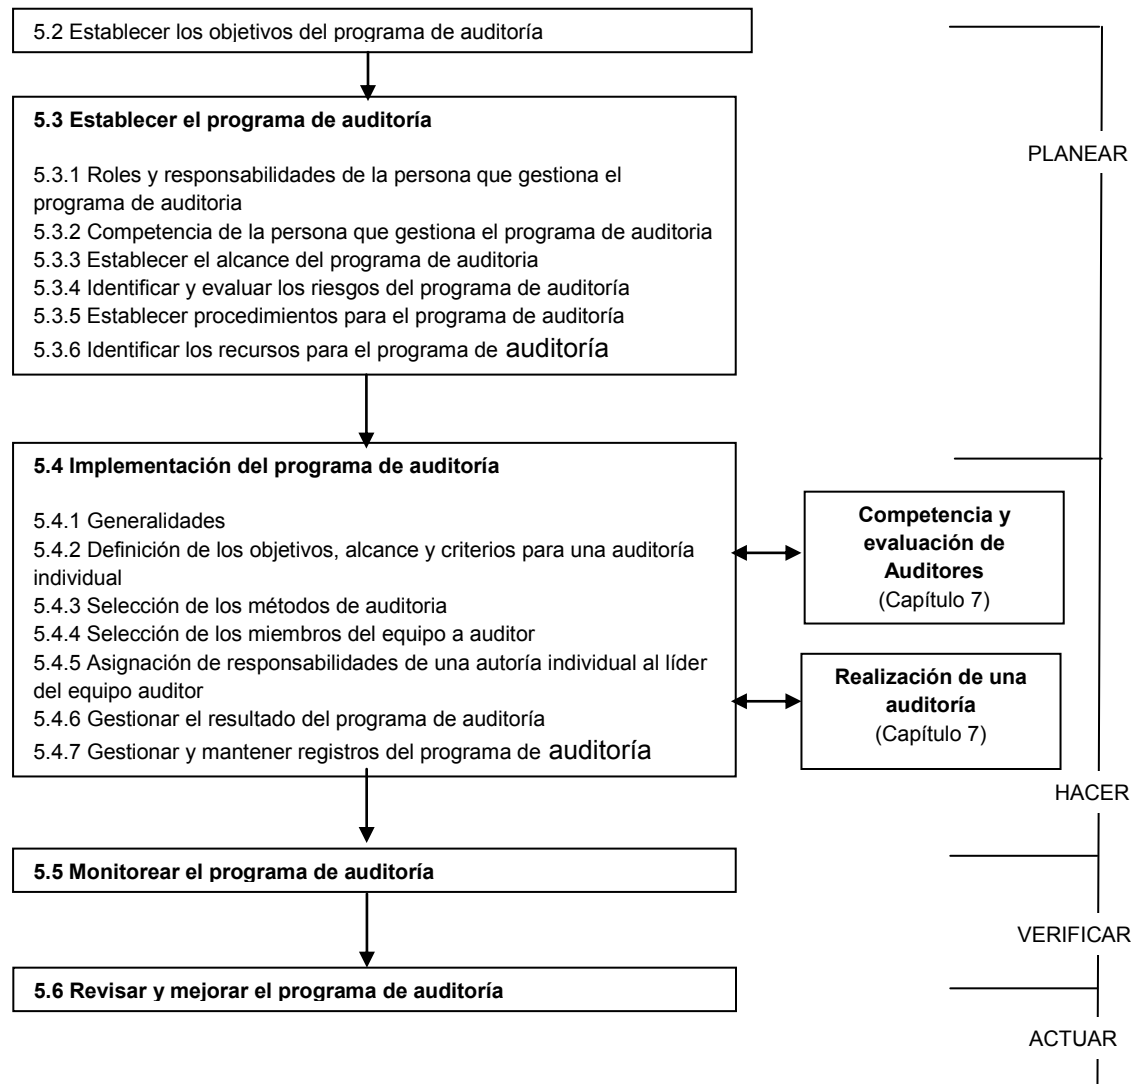 5.2 Establecer los objetivos del programa de auditoría
5.3 Establecer el programa de auditoría
5.3.1 Roles y responsabilidades de la persona que gestiona el
programa de auditoria
5.3.2 Competencia de la persona que gestiona el programa de auditoria
5.3.3 Establecer el alcance del programa de auditoria
5.3.4 Identificar y evaluar los riesgos del programa de auditoría
5.3.5 Establecer procedimientos para el programa de auditoría
5.3.6 Identificar los recursos para el programa de auditoría
PLANEAR
5.4 Implementación del programa de auditoría
5.4.1 Generalidades
5.4.2 Definición de los objetivos, alcance y criterios para una auditoría
individual
5.4.3 Selección de los métodos de auditoria
5.4.4 Selección de los miembros del equipo a auditor
5.4.5 Asignación de responsabilidades de una autoría individual al líder
del equipo auditor
5.4.6 Gestionar el resultado del programa de auditoría
5.4.7 Gestionar y mantener registros del programa de auditoría
Competencia y
evaluación de
Auditores
(Capítulo 7)
Realización de una
auditoría
(Capítulo 7)
HACER
5.5 Monitorear el programa de auditoría
VERIFICAR
5.6 Revisar y mejorar el programa de auditoría
ACTUAR